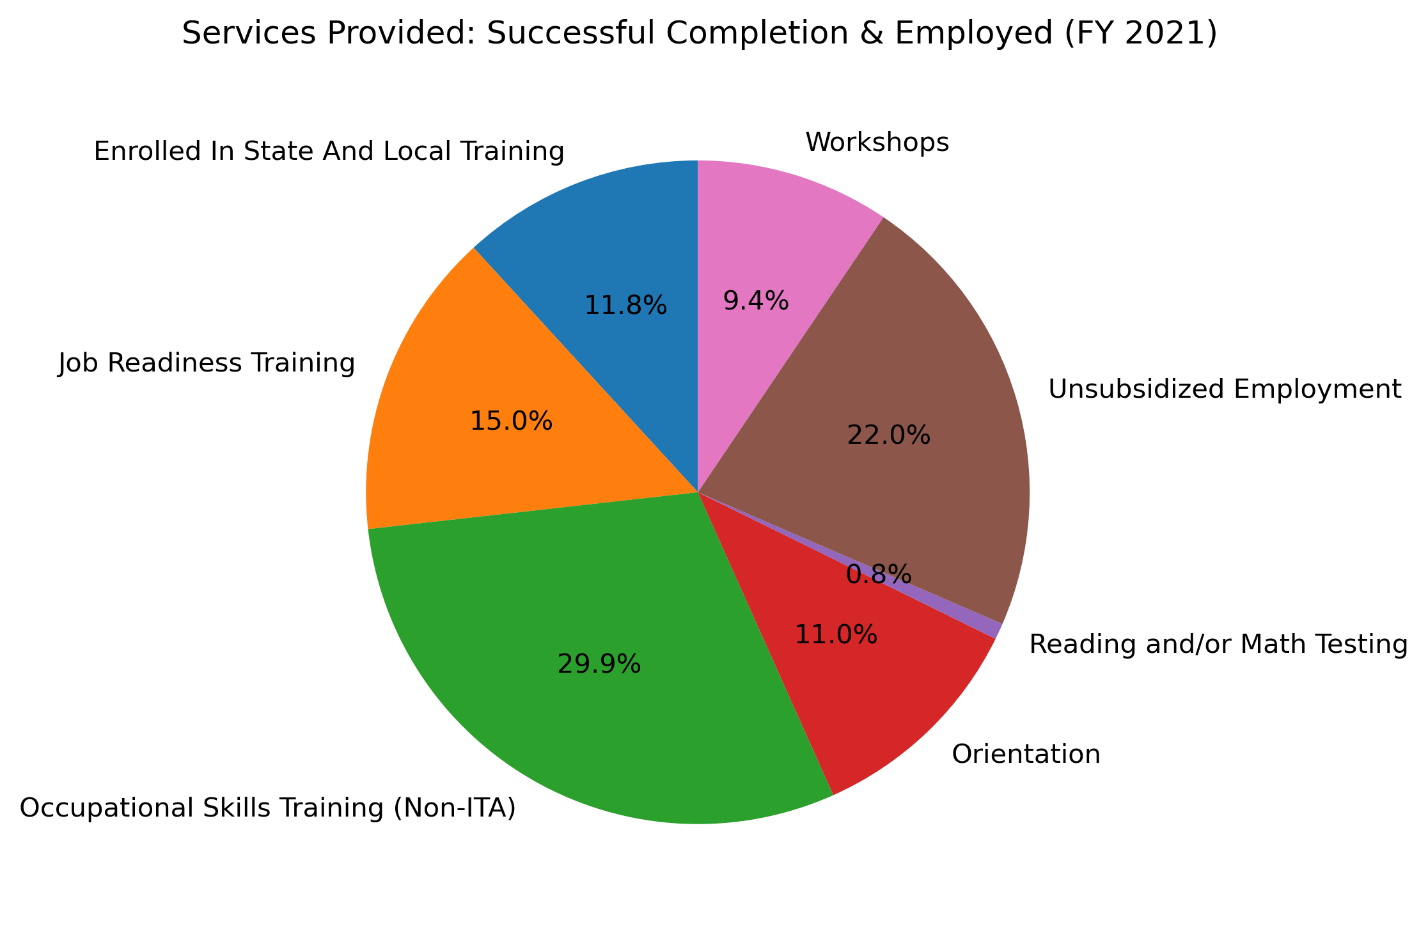 Services Provided: Successful Completion & Employed (FY 2021)
Workshops
Enrolled In State And Local Training
9.4%
11.8%
Job Readiness Training
Unsubsidized Employment
15.0%
22.0%
0.8%
11.0%
Reading and/or Math Testing
29.9%
Orientation
Occupational Skills Training (Non-ITA)